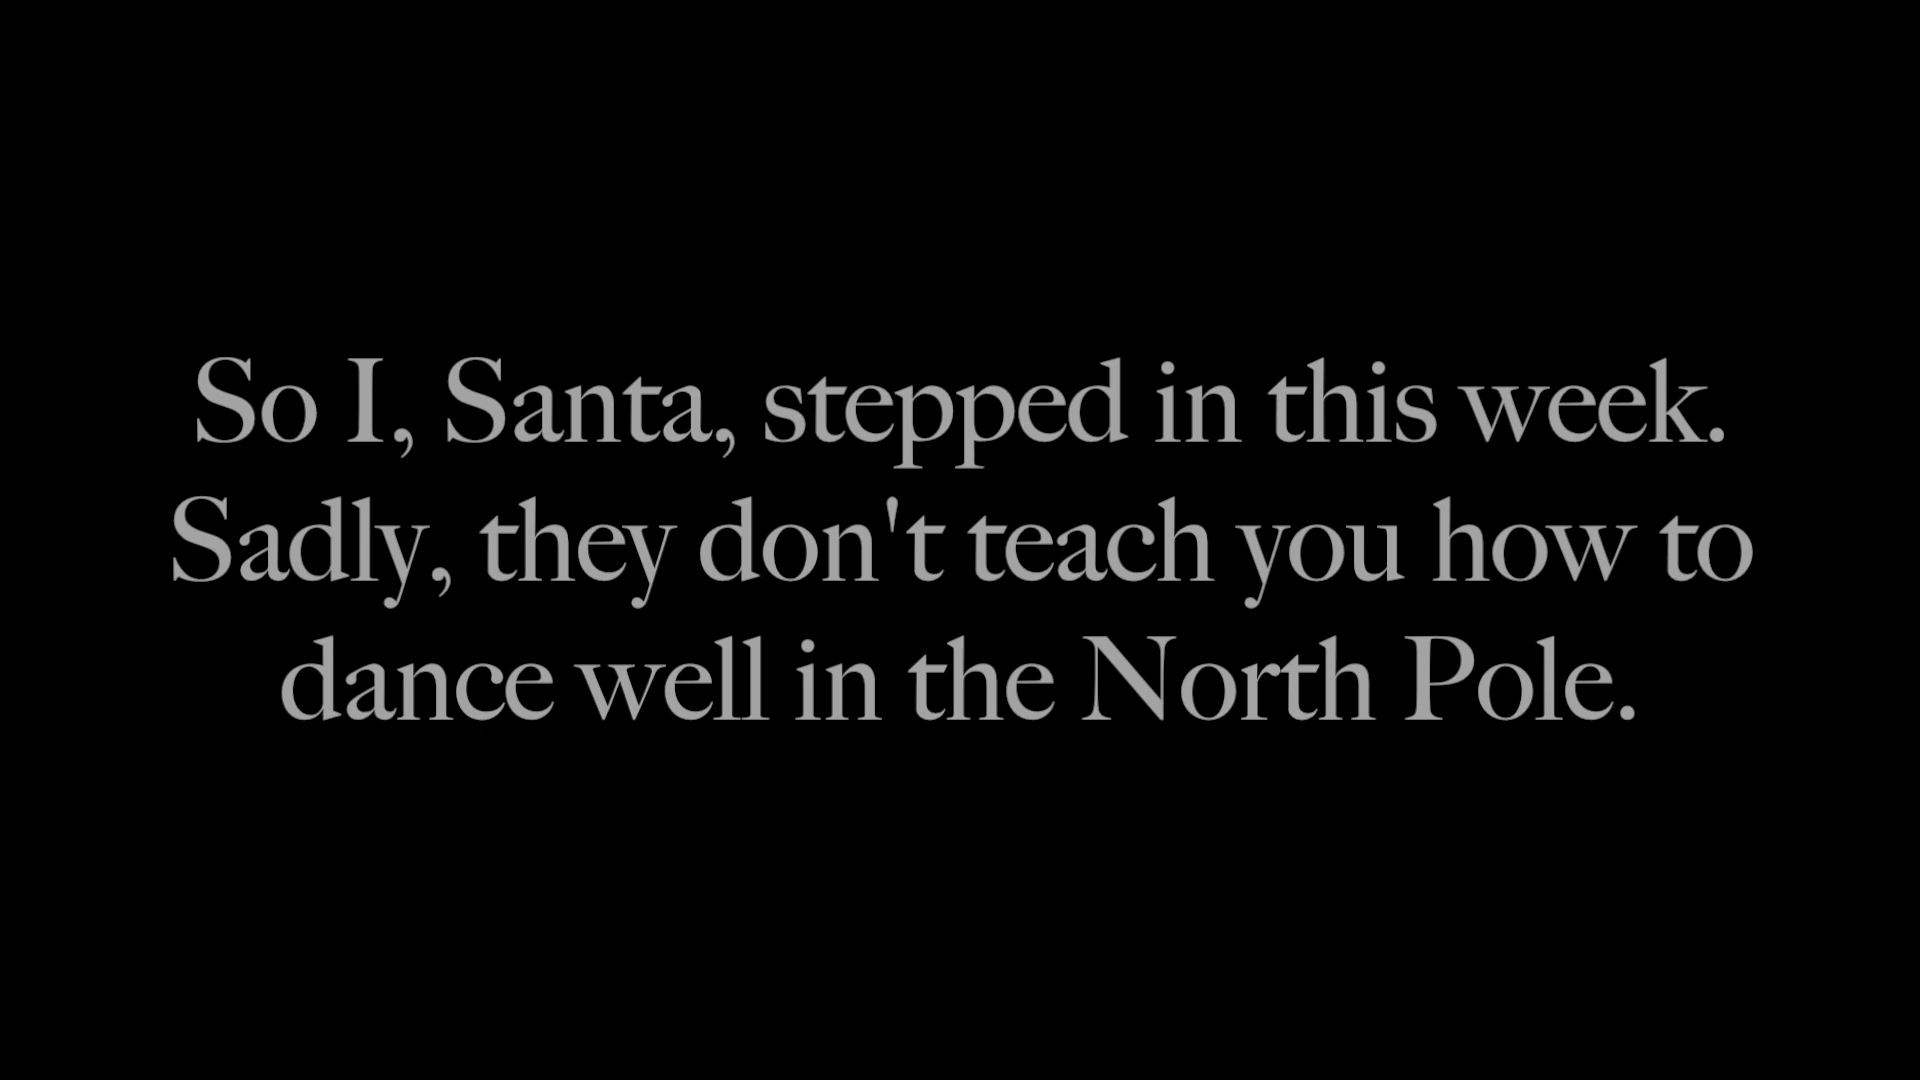 So I, Santa, stepped in this week.
Sadly, they don't teach you how to
dance well in the North Pole.